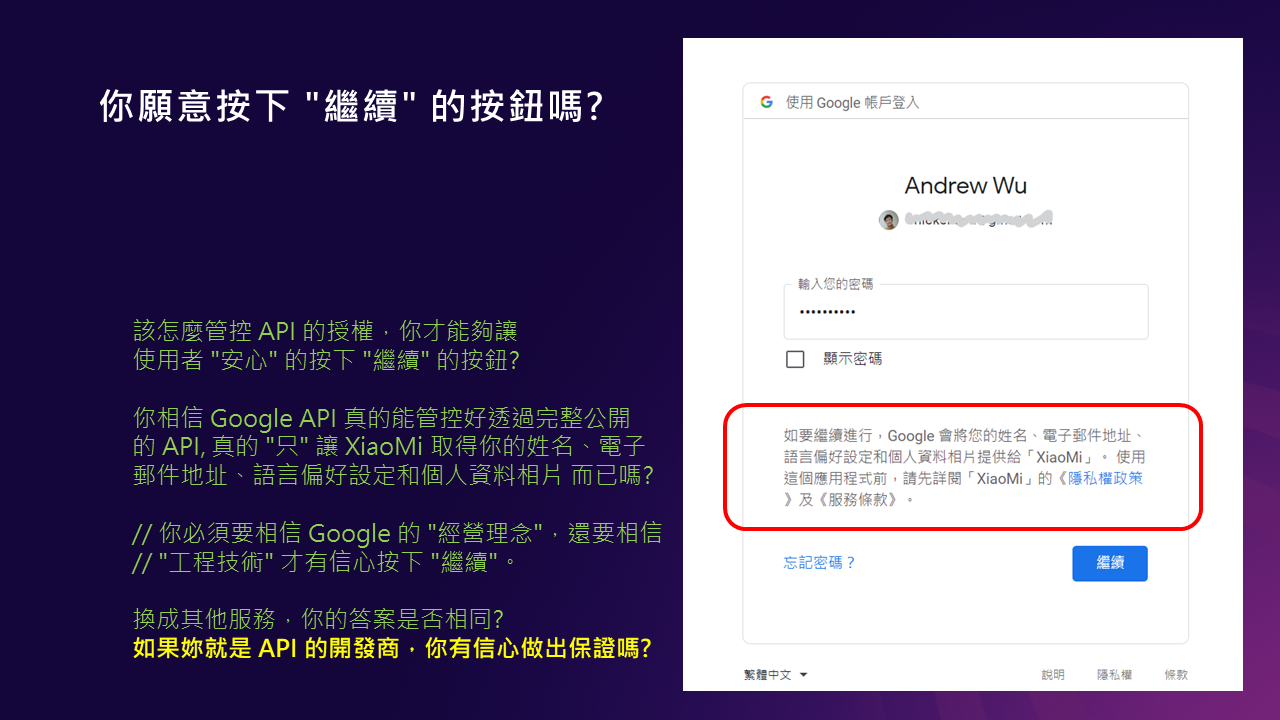 你願意按下 "繼續" 的按鈕嗎?
該怎麼管控 API 的授權，你才能夠讓
使用者 "安心" 的按下 "繼續" 的按鈕?
你相信 Google API 真的能管控好透過完整公開
的 API, 真的 "只" 讓 XiaoMi 取得你的姓名、電子
郵件地址、語言偏好設定和個人資料相片 而已嗎?
// 你必須要相信 Google 的 "經營理念"，還要相信
// "工程技術" 才有信心按下 "繼續"。
換成其他服務，你的答案是否相同?
如果妳就是 API 的開發商，你有信心做出保證嗎?
使用 Google 帳戶登入
Andrew Wu
輸入您的密碼
••••••••••
顯示密碼
如要繼續進行，Google 會將您的姓名、電子郵件地址、
語言偏好設定和個人資料相片提供給「XiaoMi」。 使用
這個應用程式前，請先詳閱「XiaoMi」的《隱私權政策
》及《服務條款》。
忘記密碼？
繼續
繁體中文
說明
隱私權
條款